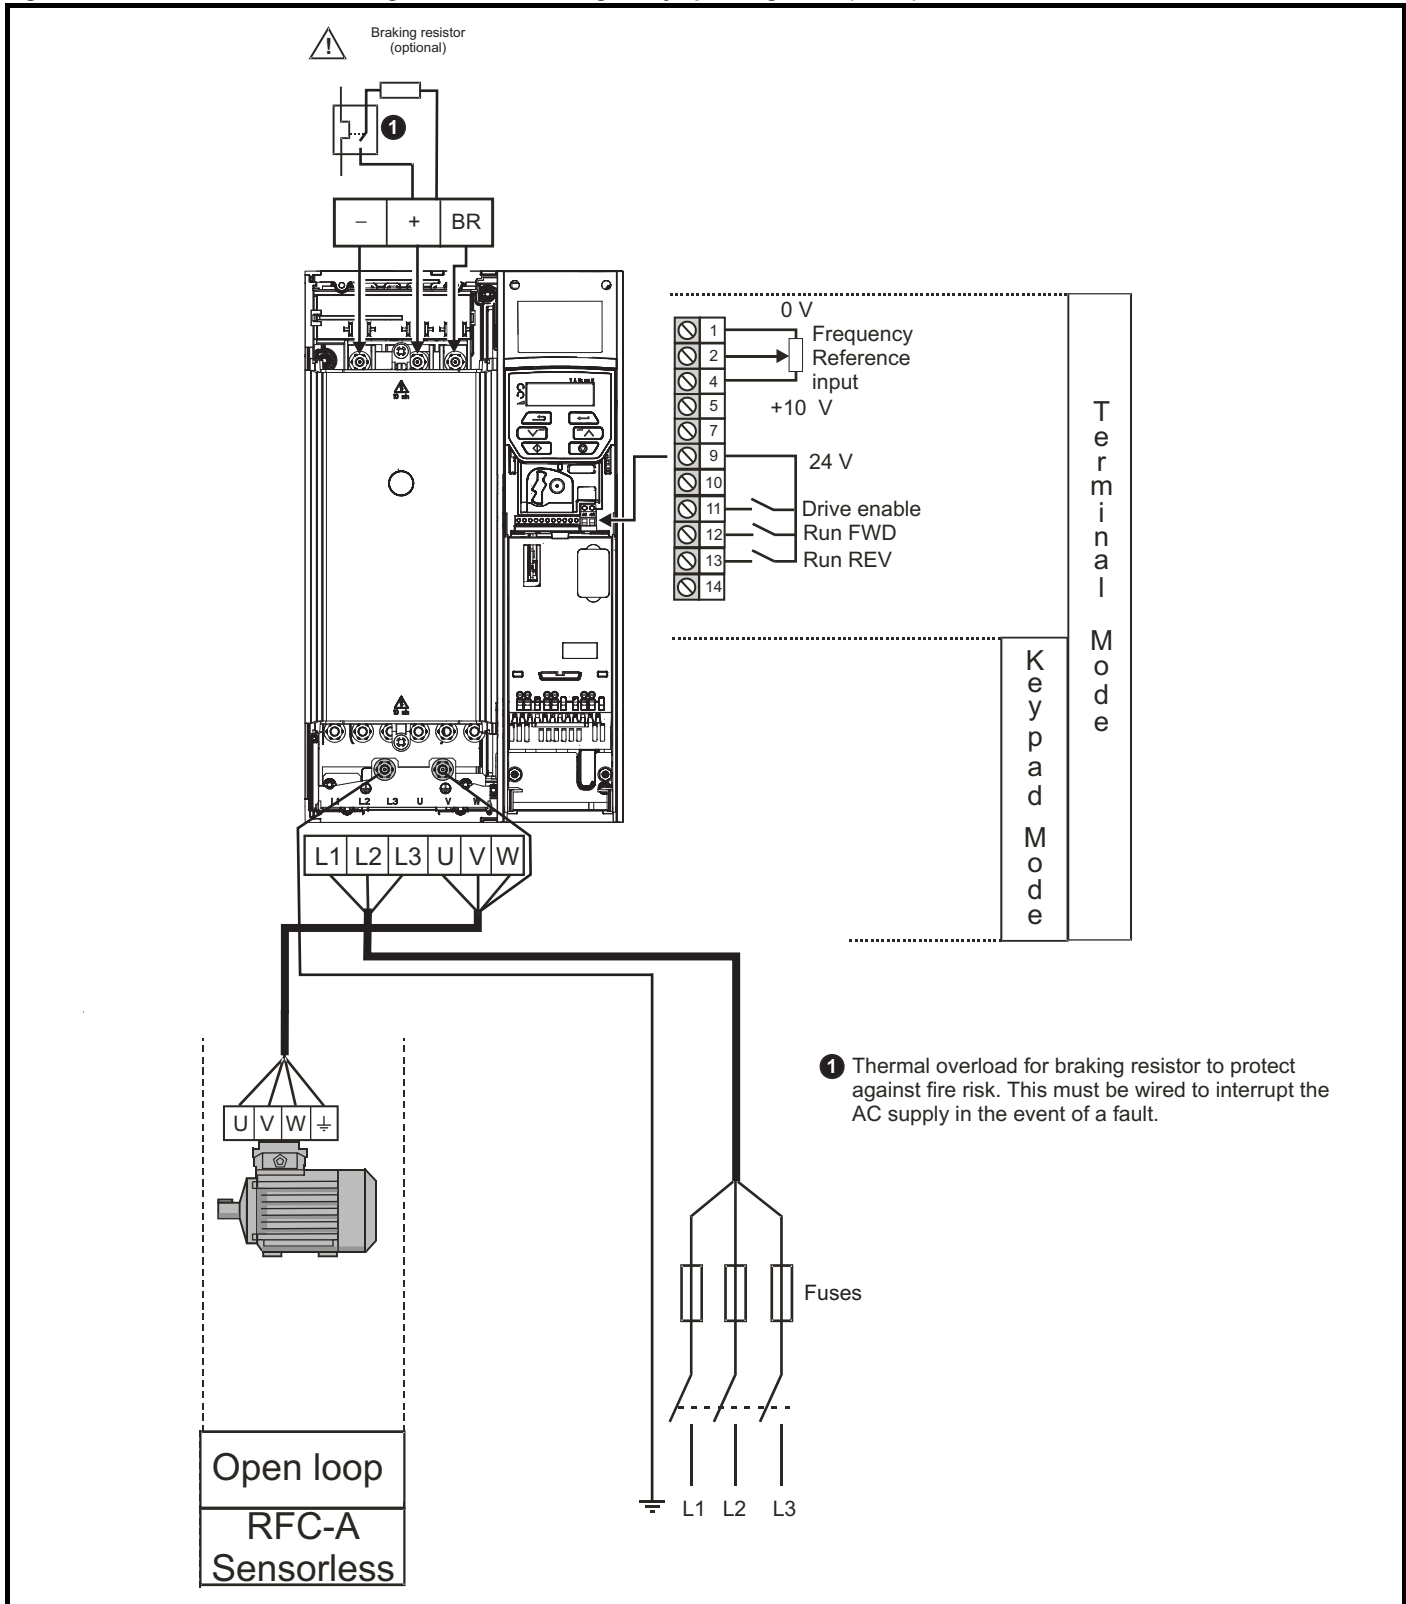 Braking resistor
(optional)
1
− + BR
0 V
1
Frequency
2
Reference
4
input
5
+10 V
7
9
24 V
10
11
Drive enable
12
Run FWD
13
Run REV
14
Terminal Mode
Keypad Mode
L1 L2 L3 U V W
L1 L2 L3 U V W
1 Thermal overload for braking resistor to protect
against fire risk. This must be wired to interrupt the
AC supply in the event of a fault.
U V W
Fuses
L1 L2 L3
Open loop
RFC-A
Sensorless